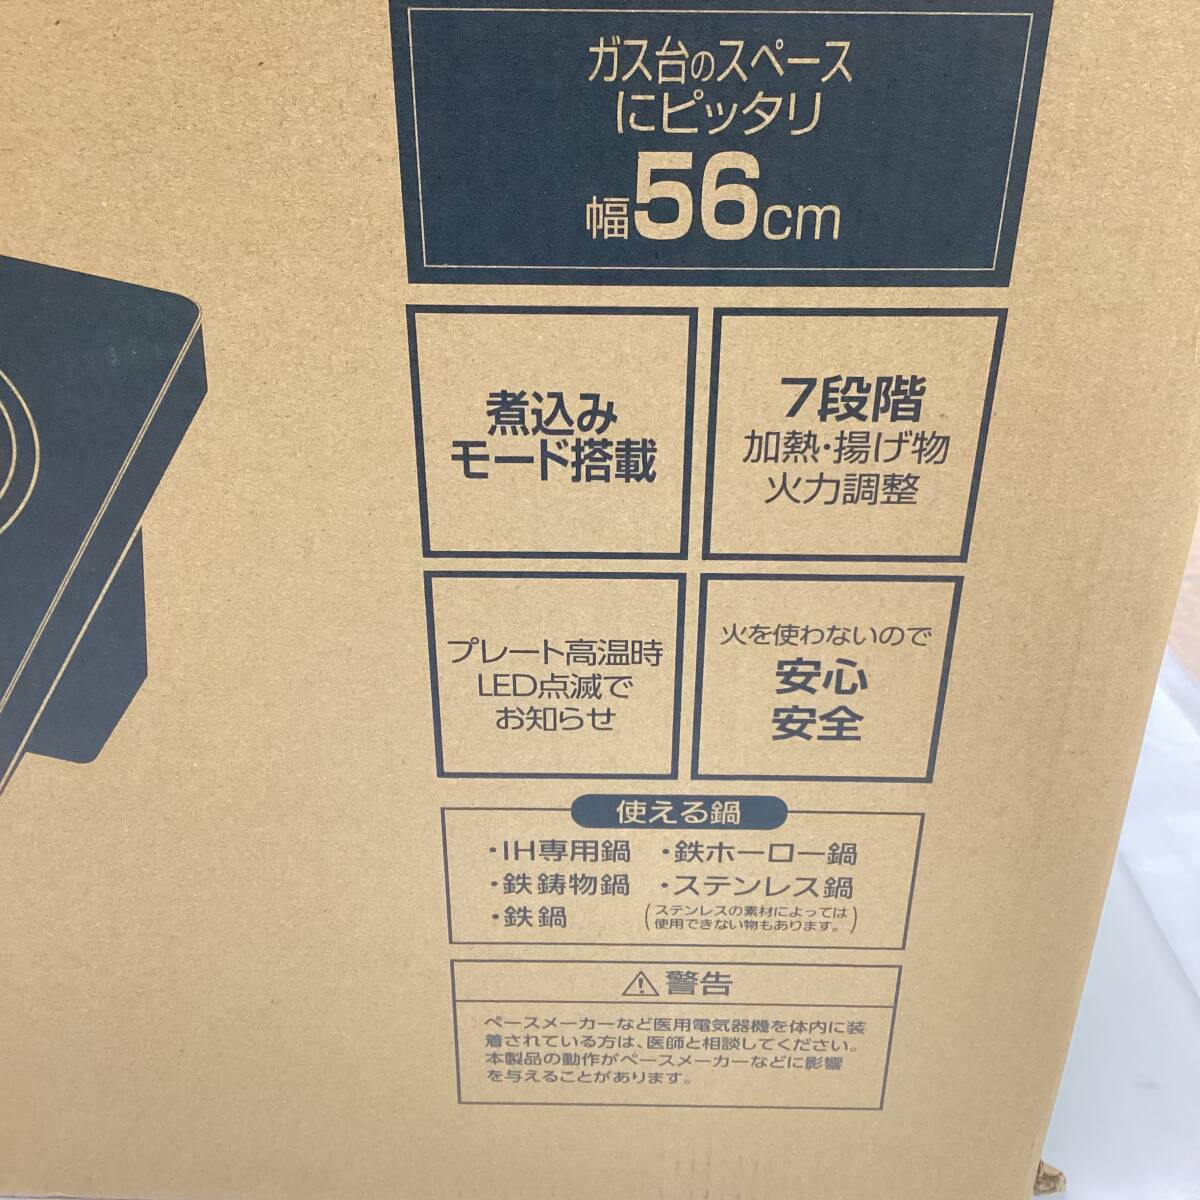 ガス台のスペース
にピッタリ
幅56cm
煮込み
モード搭載
7段階
加熱・揚げ物
火力調整
プレート高温時
LED点滅で
お知らせ
火を使わないので
安心
安全
使える鍋
・IH専用鍋
・鉄鋳物鍋
・鉄鍋
・鉄ホーロー鍋
・ステンレス鍋
(ステンレスの素材によっては
使用できない物もあります。)
⚠警告
ペースメーカーなど医用電気器機を体内に装
着されている方は、医師と相談してください。
本製品の動作がペースメーカーなどに影響
を与えることがあります。